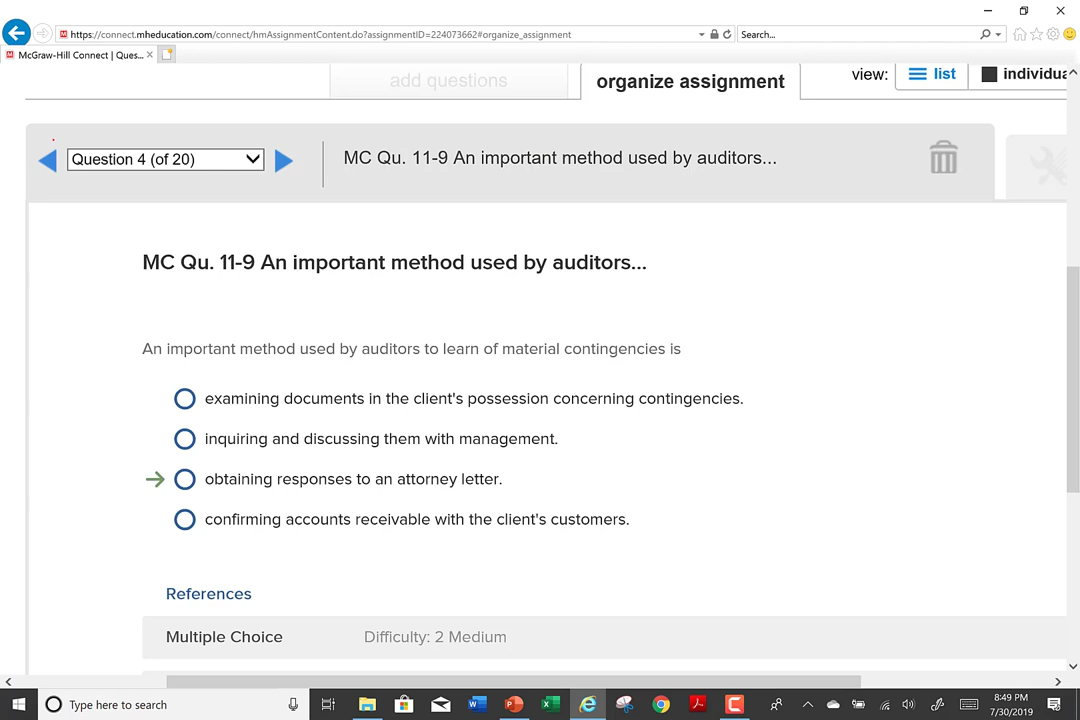 https://connect.mheducation.com/connect/hmAssignmentContent.do?assignmentID=224073662#organize_assignment
Search...
McGraw-Hill Connect | Ques...
add questions
organize assignment
view:
list
individua
Question 4 (of 20)
MC Qu. 11-9 An important method used by auditors...
MC Qu. 11-9 An important method used by auditors...
An important method used by auditors to learn of material contingencies is
examining documents in the client's possession concerning contingencies.
inquiring and discussing them with management.
obtaining responses to an attorney letter.
confirming accounts receivable with the client's customers.
References
Multiple Choice
Difficulty: 2 Medium
Type here to search
8:49 PM
7/30/2019